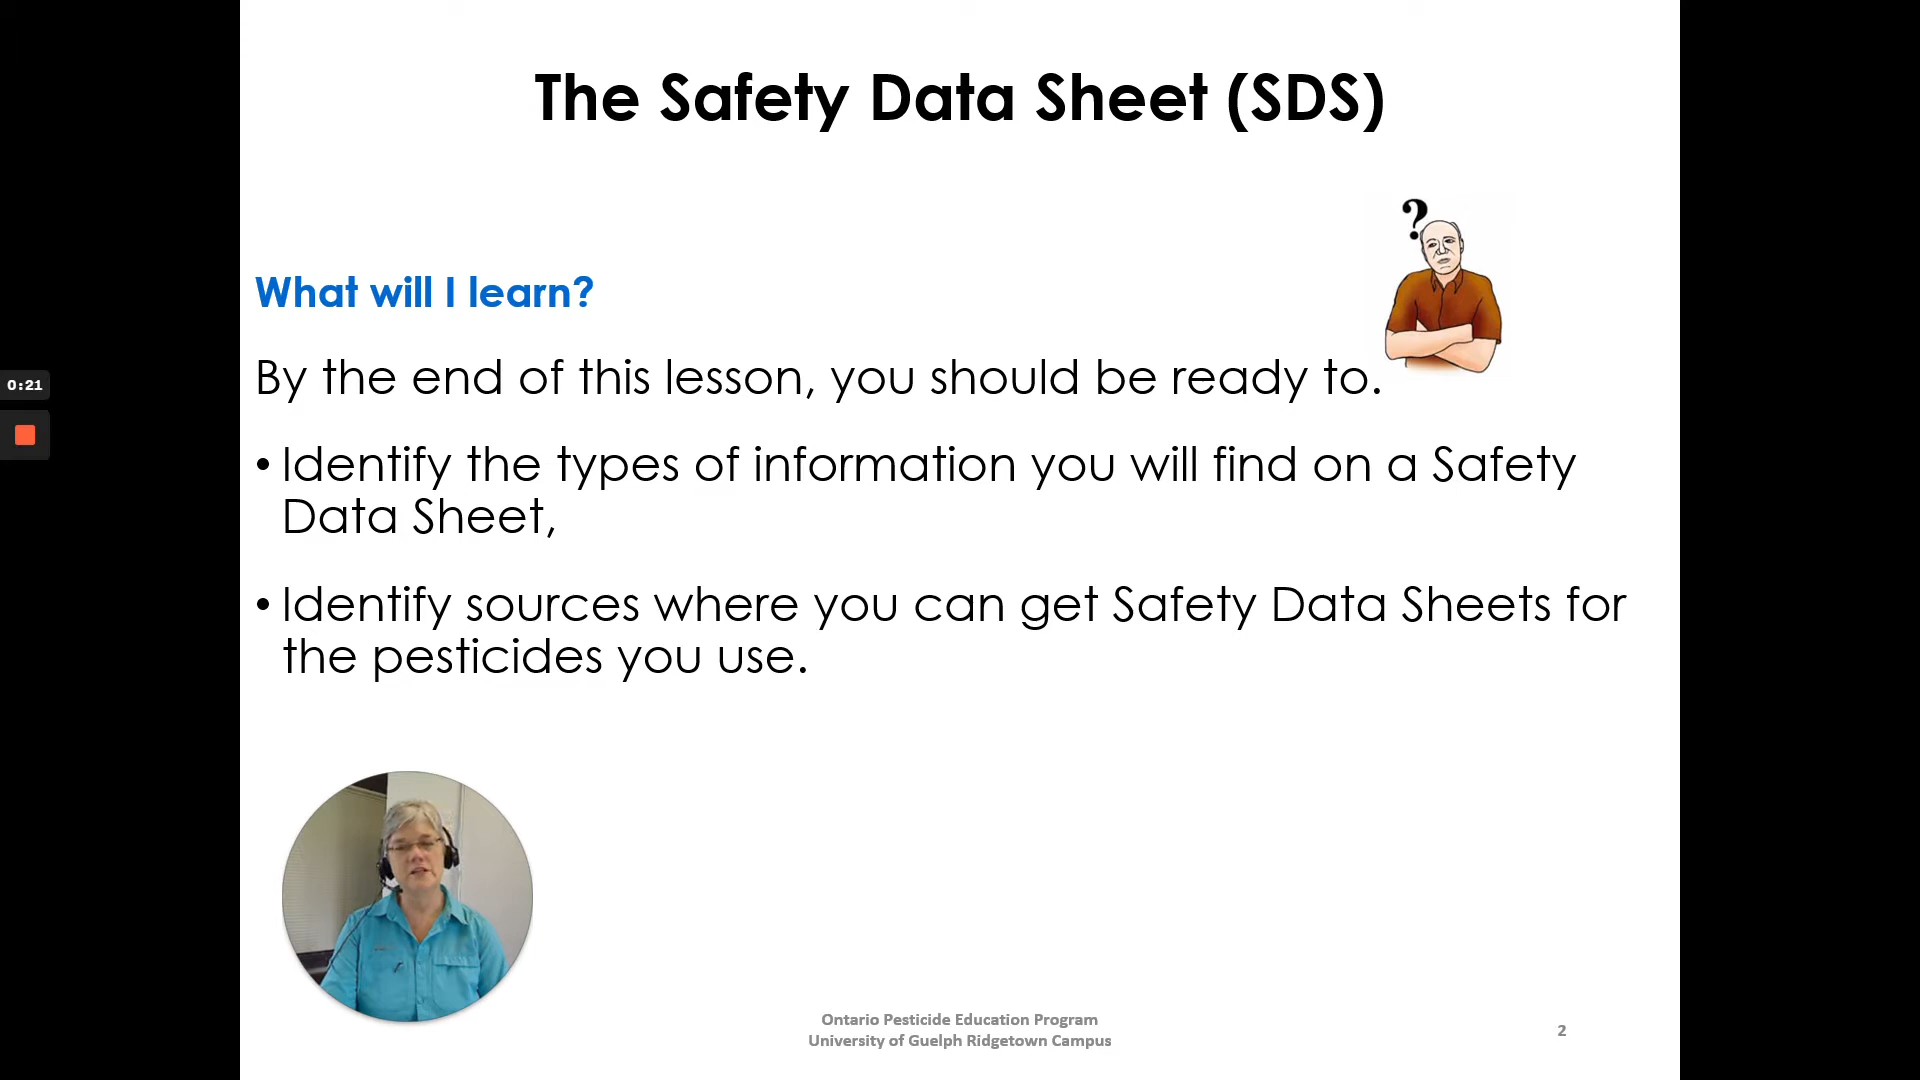 The Safety Data Sheet (SDS)
?
What will I learn?
By the end of this lesson, you should be ready to.
0:21
• Identify the types of information you will find on a Safety
Data Sheet,
• Identify sources where you can get Safety Data Sheets for
the pesticides you use.
Ontario Pesticide Education Program
University of Guelph Ridgetown Campus
2